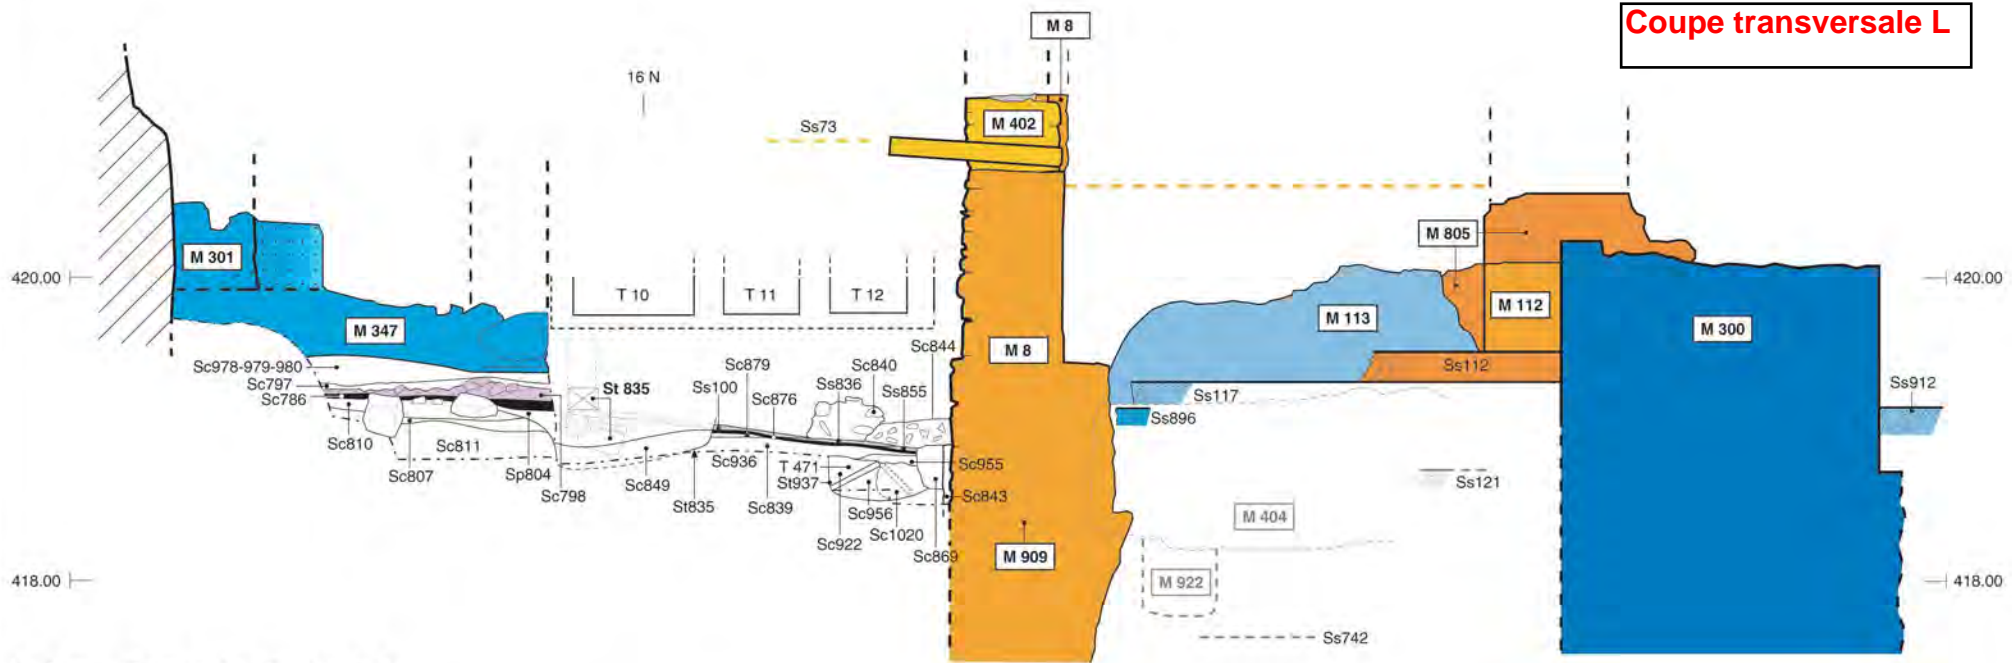 Coupe transversale L
M 8
16 N
Ss73
M 402
M 805
M 301
420.00
420.00
T 10
T 11
T 12
M 347
M 113
M 112
M 300
Sc844
M 8
Sc978-979-980
Sc879
Sc840
Ss112
Sc797
St 835
Ss100
Ss836
Ss855
Ss912
Sc786
Sc876
Ss117
Ss896
Sc810
Sc811
Sc936
T 471
Sc955
Sc807
Sp804
St937
Sc849
Ss121
Sc798
St835
Sc839
Sc843
Sc956
M 404
Sc922
Sc1020
Sc869
M 909
418.00
M 922
418.00
Ss742